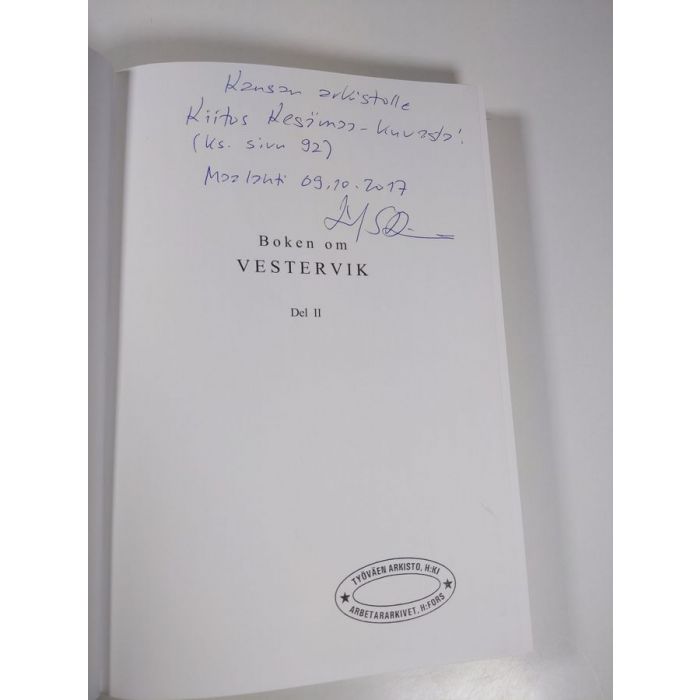 Kansan arkistolle
Kiitos Kesämaa-kuvasta!
(ks. sivu 92)
Maalahti 09.10.2017
Boken om
VESTERVIK
Del II
TYÖVÄEN ARKISTO, H:KI
ARBETARARKIVET, H:FORS